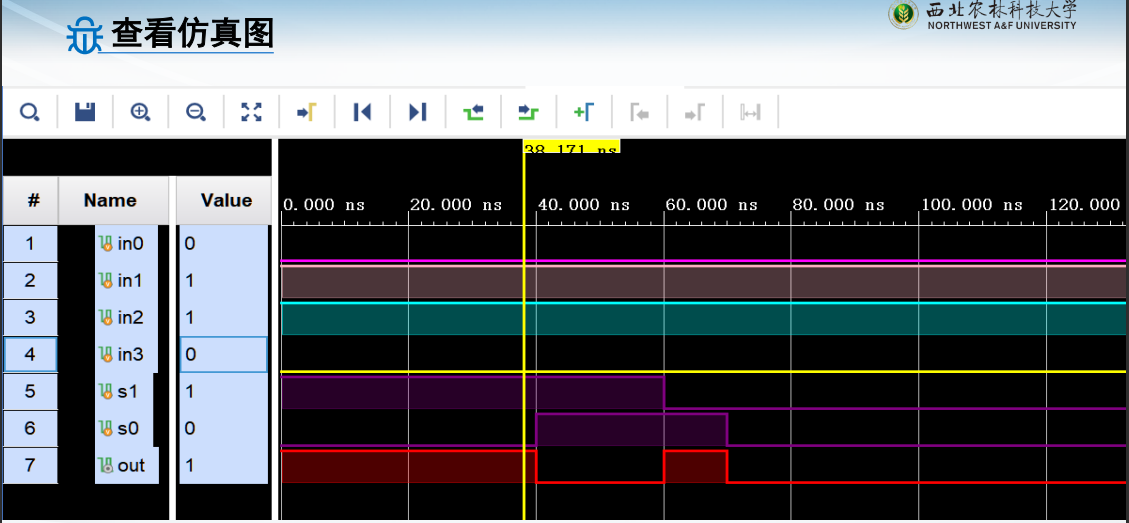 查看仿真图
西北农林科技大学
NORTHWEST A&F UNIVERSITY
38.171 ns
# Name Value
0.000 ns 20.000 ns 40.000 ns 60.000 ns 80.000 ns 100.000 ns 120.000
1 in0 0
2 in1 1
3 in2 1
4 in3 0
5 s1 1
6 s0 0
7 out 1